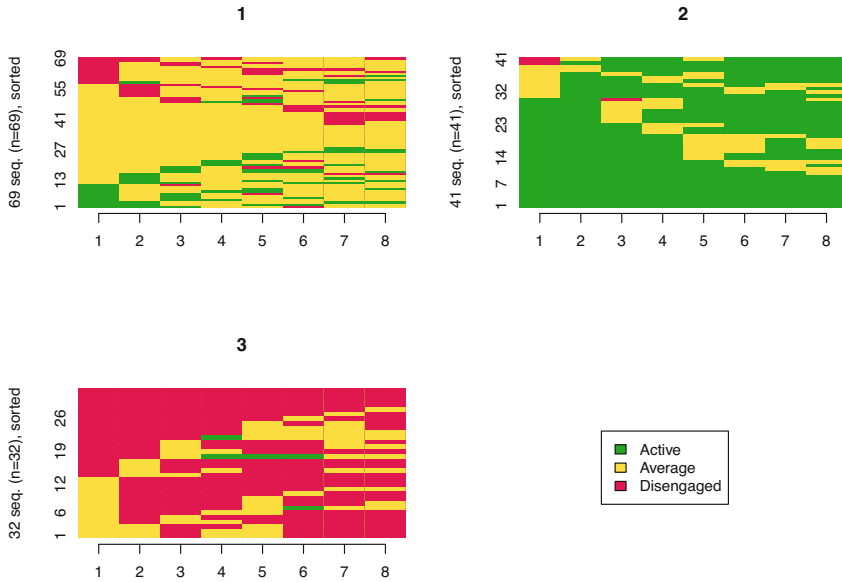 1
69 seq. (n=69), sorted
1 13 27 41 55 69
1 2 3 4 5 6 7 8
2
41 seq. (n=41), sorted
1 7 14 23 32 41
1 2 3 4 5 6 7 8
3
32 seq. (n=32), sorted
1 6 12 19 26
1 2 3 4 5 6 7 8
Active
Average
Disengaged